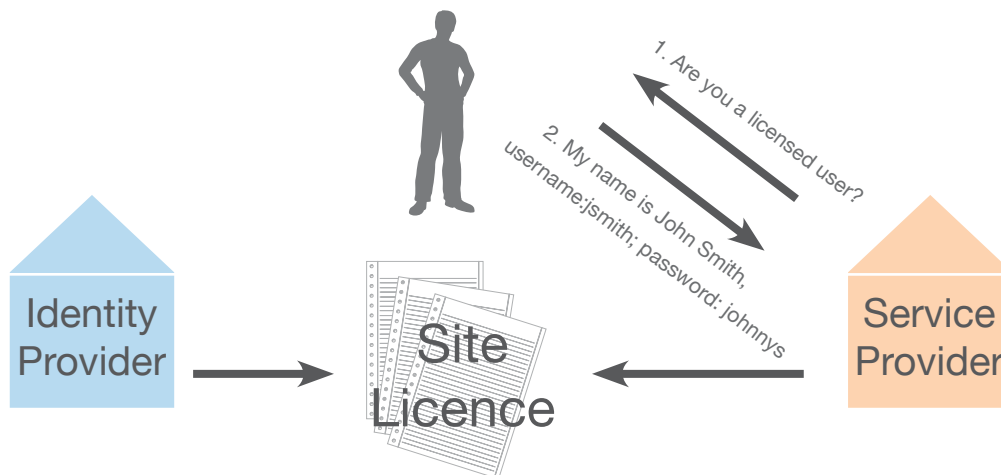 1. Are you a licensed user?
2. My name is John Smith,
username:jsmith; password: johnnys
Identity
Provider
Site
Licence
Service
Provider